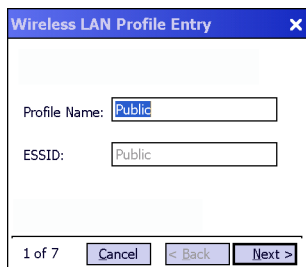 Wireless LAN Profile Entry
Profile Name: Public
ESSID: Public
1 of 7 Cancel < Back Next >